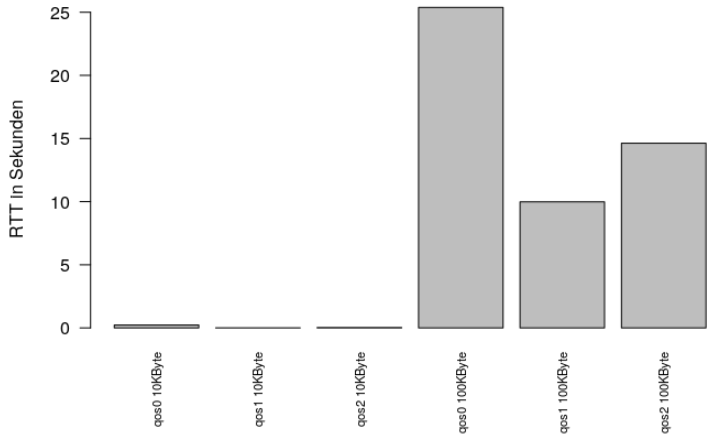 RTT in Sekunden
25
20
15
10
5
0
qos0 10KByte
qos1 10KByte
qos2 10KByte
qos0 100KByte
qos1 100KByte
qos2 100KByte